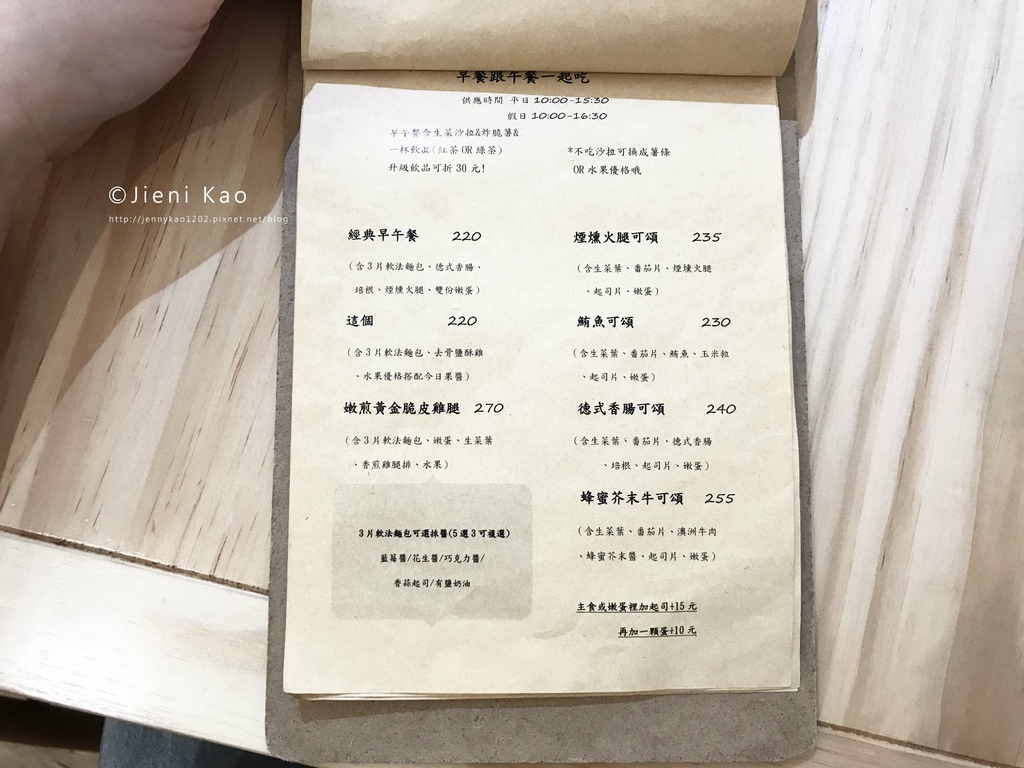 早餐跟午餐一起吃
供應時間 平日 10:00-15:30
假日 10:00-16:30
早午餐含生菜沙拉&炸脆薯&
一杯飲品(紅茶 OR 綠茶)
升級飲品可折 30 元!
*不吃沙拉可換成薯條
OR 水果優格哦
©Jieni Kao
http://jennykao1202.pixnet.net/blog
經典早午餐 220
(含 3 片軟法麵包、德式香腸、
培根、煙燻火腿、雙份嫩蛋)
這個 220
(含 3 片軟法麵包、去骨鹽酥雞
、水果優格搭配今日果醬)
嫩煎黃金脆皮雞腿 270
(含 3 片軟法麵包、嫩蛋、生菜葉
、香煎雞腿排、水果)
3 片軟法麵包可選抹醬(5 選 3 可複選)
藍莓醬/花生醬/巧克力醬/
香蒜起司/有鹽奶油
煙燻火腿可頌 235
(含生菜葉、番茄片、煙燻火腿
、起司片、嫩蛋)
鮪魚可頌 230
(含生菜葉、番茄片、鮪魚、玉米粒
、起司片、嫩蛋)
德式香腸可頌 240
(含生菜葉、番茄片、德式香腸
、培根、起司片、嫩蛋)
蜂蜜芥末牛可頌 255
(含生菜葉、番茄片、澳洲牛肉
、蜂蜜芥末醬、起司片、嫩蛋)
主食或嫩蛋裡加起司+15 元
再加一顆蛋+10 元